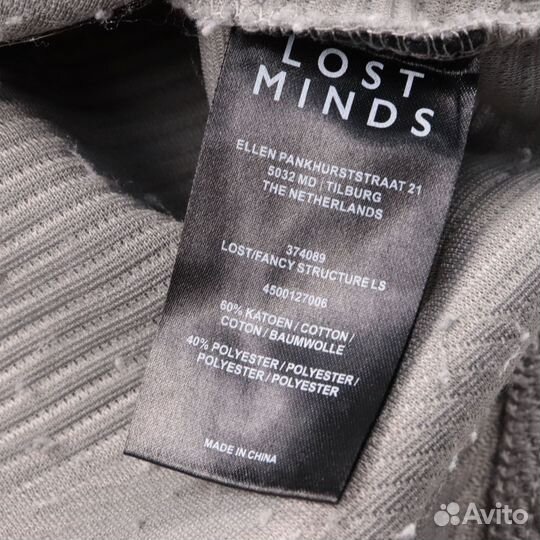 LOST
MINDS
ELLEN PANKHURSTSTRAAT 21
5032 MD | TILBURG
THE NETHERLANDS
374089
LOST/FANCY STRUCTURE LS
4500127006
60% KATOEN / COTTON /
COTON / BAUMWOLLE
40% POLYESTER / POLYESTER /
POLYESTER / POLYESTER
MADE IN CHINA
Avito